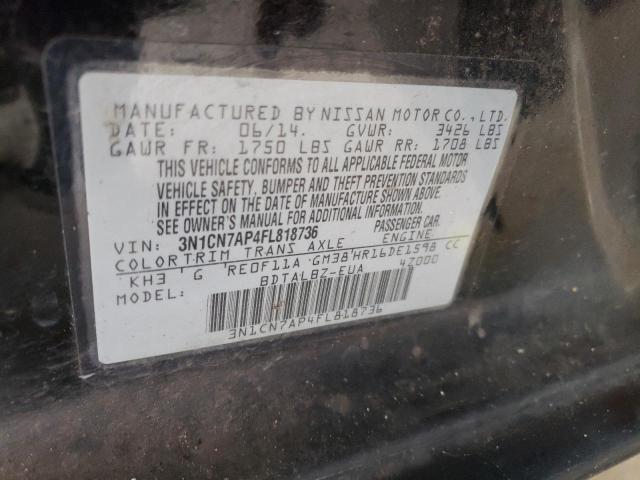 MANUFACTURED BY NISSAN MOTOR CO., LTD.
DATE: 06/14. GVWR: 3426 LBS
GAWR FR: 1750 LBS GAWR RR: 1708 LBS
THIS VEHICLE CONFORMS TO ALL APPLICABLE FEDERAL MOTOR
VEHICLE SAFETY, BUMPER AND THEFT PREVENTION STANDARDS
IN EFFECT ON THE DATE OF MANUFACTURE SHOWN ABOVE.
SEE OWNER'S MANUAL FOR ADDITIONAL INFORMATION.
VIN: 3N1CN7AP4FL818736 PASSENGER CAR.
COLOR TRIM TRANS AXLE ENGINE
KH3 G RE0F11A GM38 HR16DE1598 CC
MODEL: BDTALBZ-EUA 4Z000
3N1CN7AP4FL818736